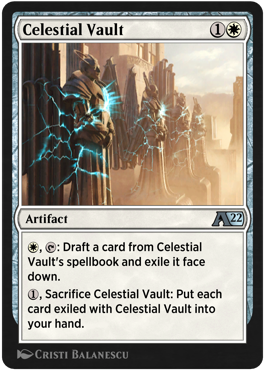 Celestial Vault 1
Artifact A22
, : Draft a card from Celestial
Vault's spellbook and exile it face
down.
1, Sacrifice Celestial Vault: Put each
card exiled with Celestial Vault into
your hand.
CRISTI BALANESCU